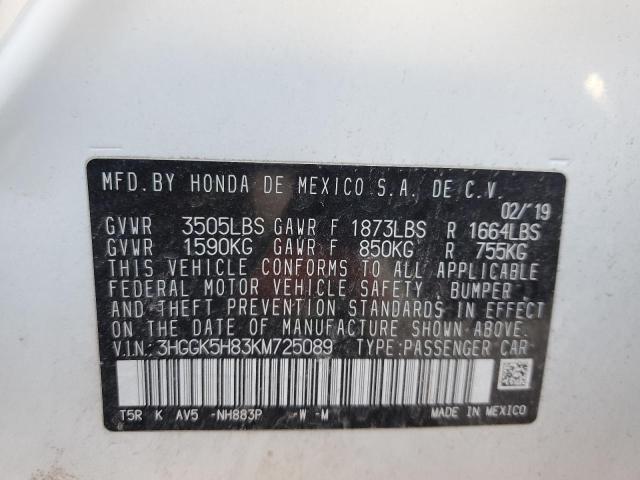 MFD.BY HONDA DE MEXICO S.A. DE C.V.
02/'19
GVWR 3505LBS GAWR F 1873LBS R 1664LBS
GVWR 1590KG GAWR F 850KG R 755KG
THIS VEHICLE CONFORMS TO ALL APPLICABLE
FEDERAL MOTOR VEHICLE SAFETY , BUMPER ,
AND THEFT PREVENTION STANDARDS IN EFFECT
ON THE DATE OF MANUFACTURE SHOWN ABOVE.
V.I.N: 3HGGK5H83KM725089 TYPE:PASSENGER CAR
T5R K AV5 -NH883P -W -M MADE IN MEXICO